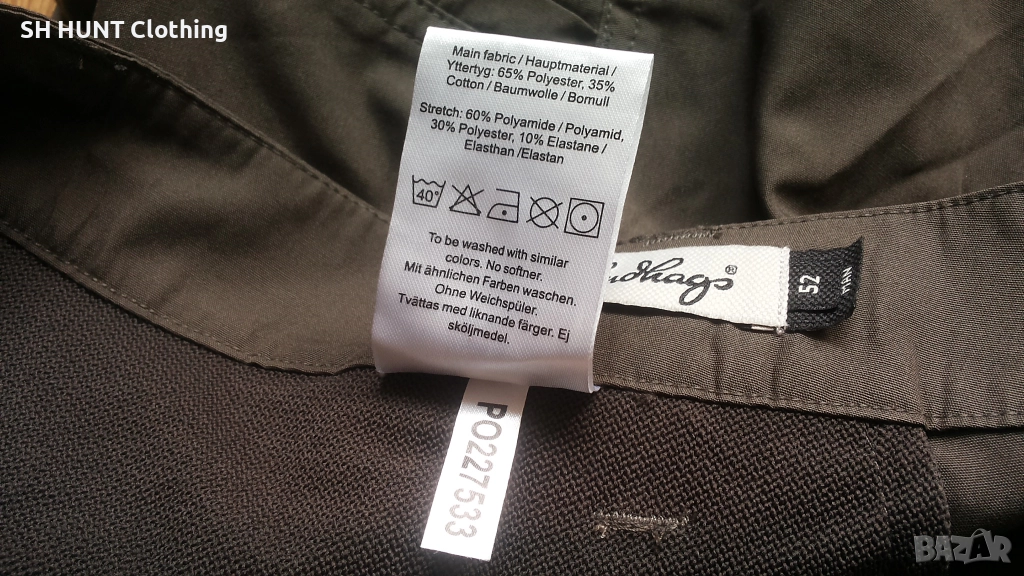 SH HUNT Clothing
Main fabric / Hauptmaterial /
Yttertyg: 65% Polyester, 35%
Cotton / Baumwolle / Bomull
Stretch: 60% Polyamide / Polyamid,
30% Polyester, 10% Elastane /
Elasthan /Elastan
40°
To be washed with similar
colors. No softner.
Mit ähnlichen Farben waschen.
Ohne Weichspüler.
Tvättas med liknande färger. Ej
sköljmedel.
52
PO227533
BAZAR